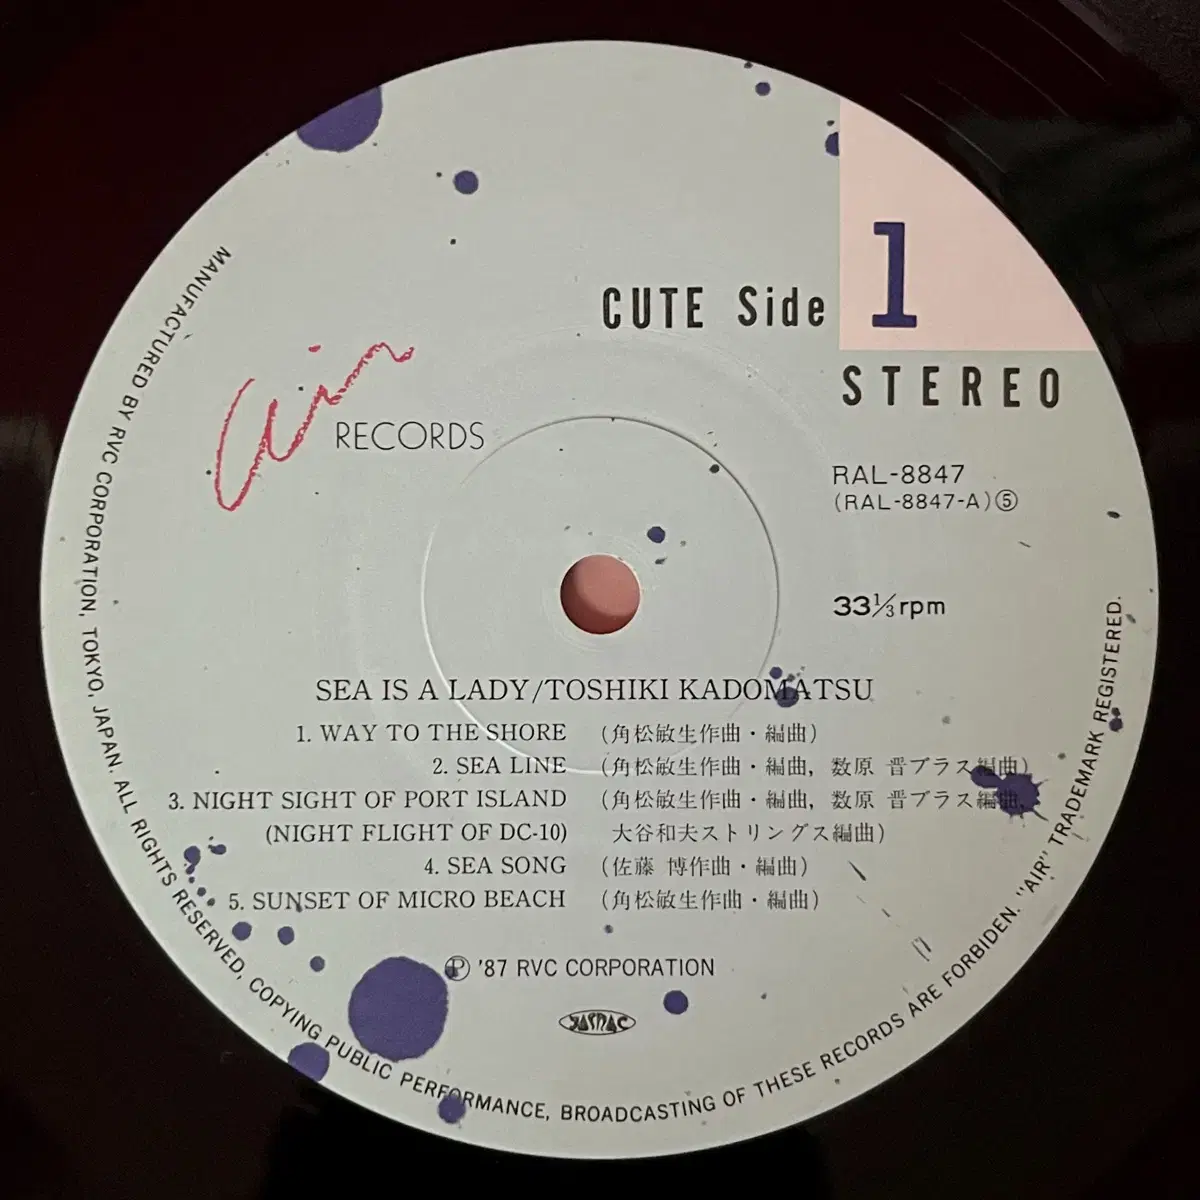 CUTE Side 1
STEREO
Air RECORDS
RAL-8847
(RAL-8847-A)⑤
33 1/3 rpm
SEA IS A LADY/TOSHIKI KADOMATSU
1. WAY TO THE SHORE (角松敏生作曲・編曲)
2. SEA LINE (角松敏生作曲・編曲, 数原 晋ブラス編曲)
3. NIGHT SIGHT OF PORT ISLAND (角松敏生作曲・編曲, 数原 晋ブラス編曲,
(NIGHT FLIGHT OF DC-10) 大谷和夫ストリングス編曲)
4. SEA SONG (佐藤 博作曲・編曲)
5. SUNSET OF MICRO BEACH (角松敏生作曲・編曲)
Ⓟ '87 RVC CORPORATION
JASRAC
MANUFACTURED BY RVC CORPORATION, TOKYO, JAPAN. ALL RIGHTS RESERVED, COPYING PUBLIC PERFORMANCE, BROADCASTING OF THESE RECORDS ARE FORBIDEN. "AIR" TRADEMARK REGISTERED.